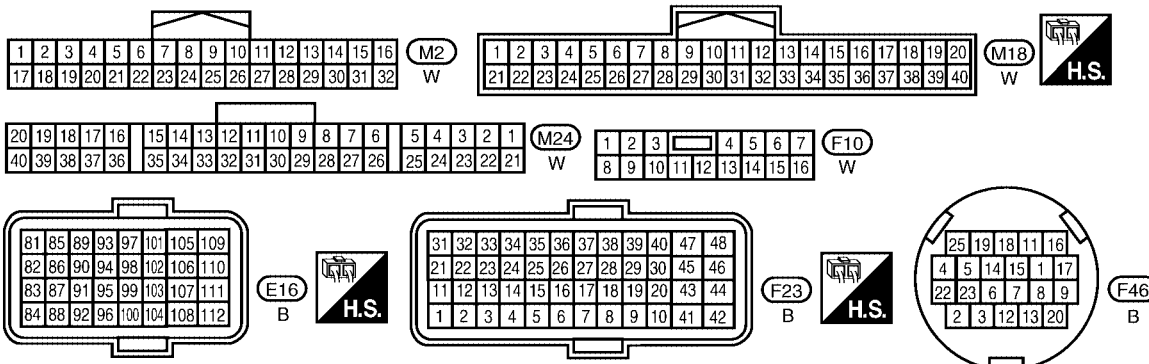 1 2 3 4 5 6 7 8 9 10 11 12 13 14 15 16
17 18 19 20 21 22 23 24 25 26 27 28 29 30 31 32
M2
W
1 2 3 4 5 6 7 8 9 10 11 12 13 14 15 16 17 18 19 20
21 22 23 24 25 26 27 28 29 30 31 32 33 34 35 36 37 38 39 40
M18
W
H.S.
20 19 18 17 16 15 14 13 12 11 10 9 8 7 6 5 4 3 2 1
40 39 38 37 36 35 34 33 32 31 30 29 28 27 26 25 24 23 22 21
M24
W
1 2 3 4 5 6 7
8 9 10 11 12 13 14 15 16
F10
W
81 85 89 93 97 101 105 109
82 86 90 94 98 102 106 110
83 87 91 95 99 103 107 111
84 88 92 96 100 104 108 112
E16
B
H.S.
31 32 33 34 35 36 37 38 39 40 47 48
21 22 23 24 25 26 27 28 29 30 45 46
11 12 13 14 15 16 17 18 19 20 43 44
1 2 3 4 5 6 7 8 9 10 41 42
F23
B
H.S.
25 19 18 11 16
4 5 14 15 1 17
22 23 6 7 8 9
2 3 12 13 20
F46
B